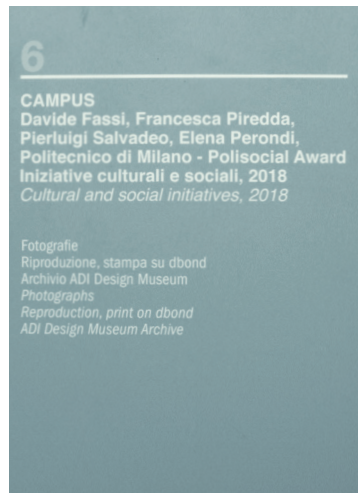 6
CAMPUS
Davide Fassi, Francesca Piredda,
Pierluigi Salvadeo, Elena Perondi,
Politecnico di Milano - Polisocial Award
Iniziative culturali e sociali, 2018
Cultural and social initiatives, 2018
Fotografie
Riproduzione, stampa su dbond
Archivio ADI Design Museum
Photographs
Reproduction, print on dbond
ADI Design Museum Archive